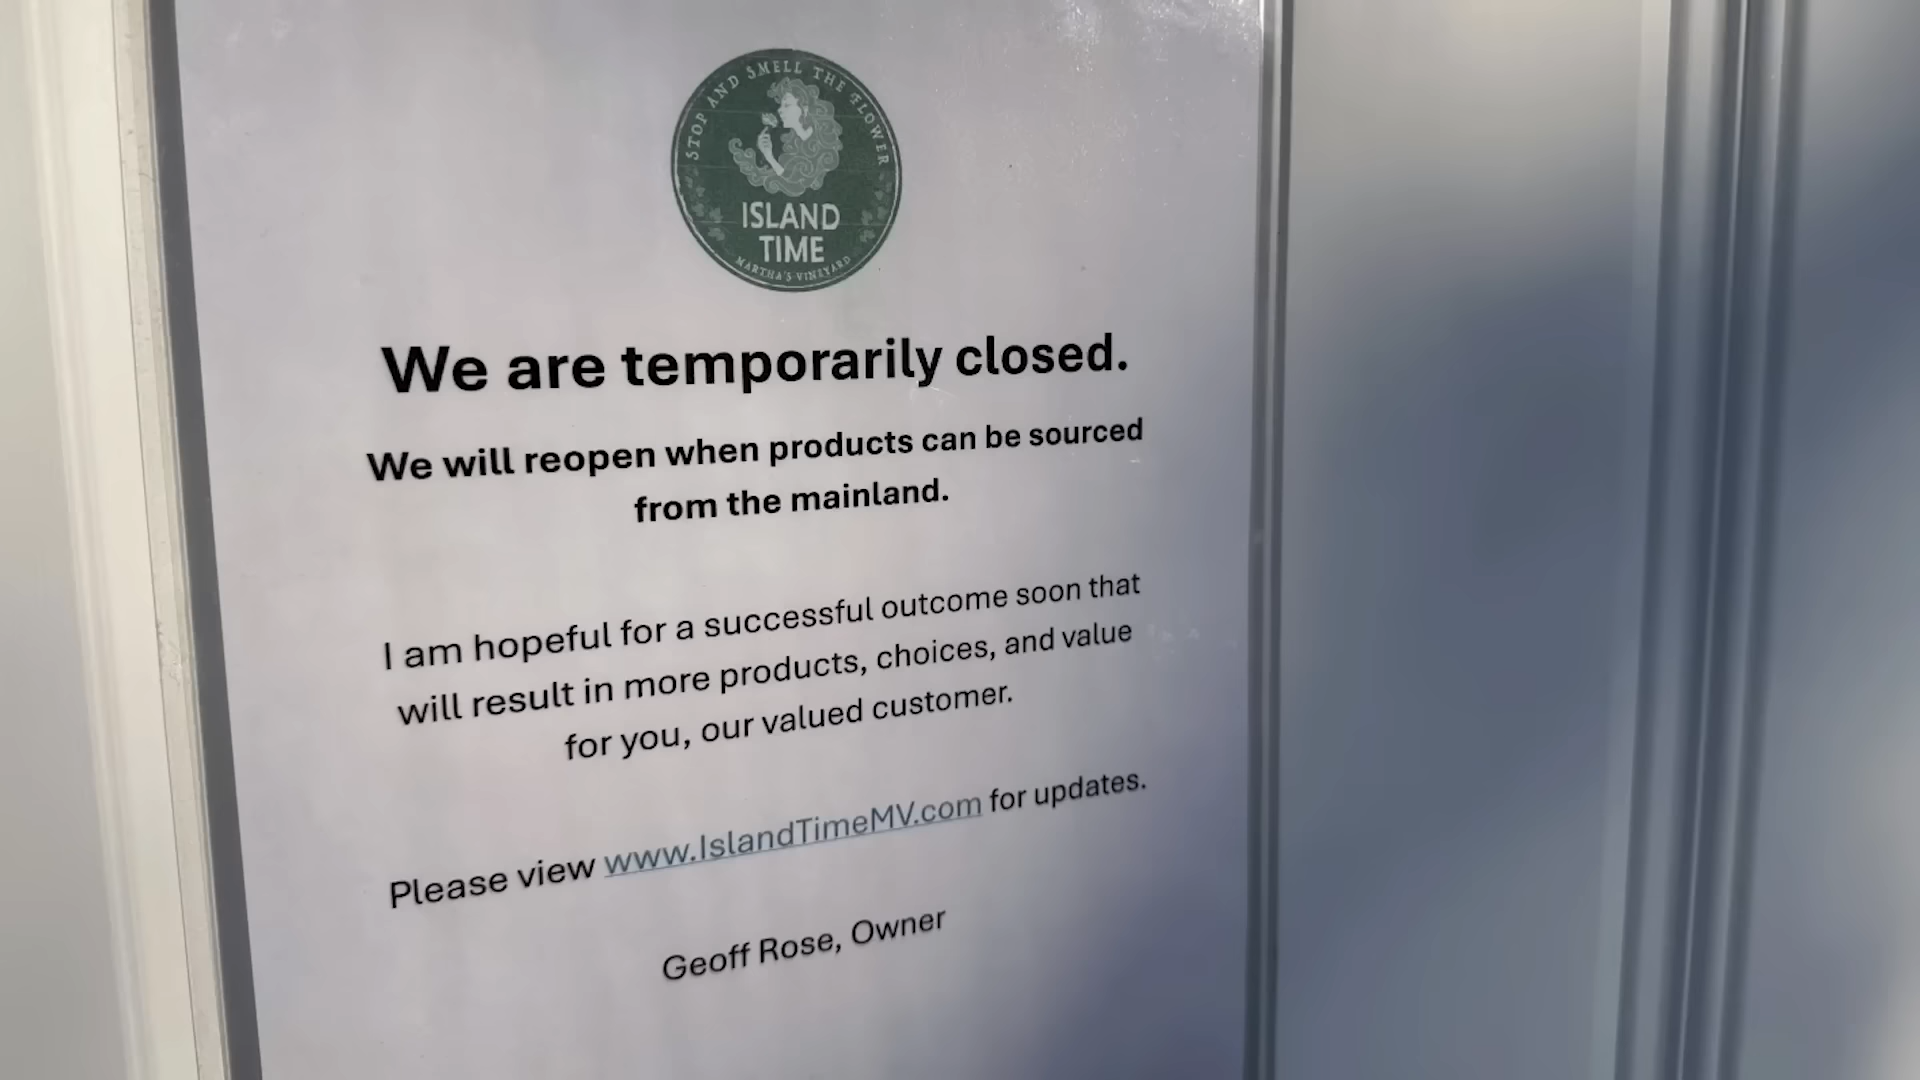 STOP AND SMELL THE FLOWER
ISLAND
TIME
MARTHA'S VINEYARD
We are temporarily closed.
We will reopen when products can be sourced
from the mainland.
I am hopeful for a successful outcome soon that
will result in more products, choices, and value
for you, our valued customer.
Please view www.IslandTimeMV.com for updates.
Geoff Rose, Owner